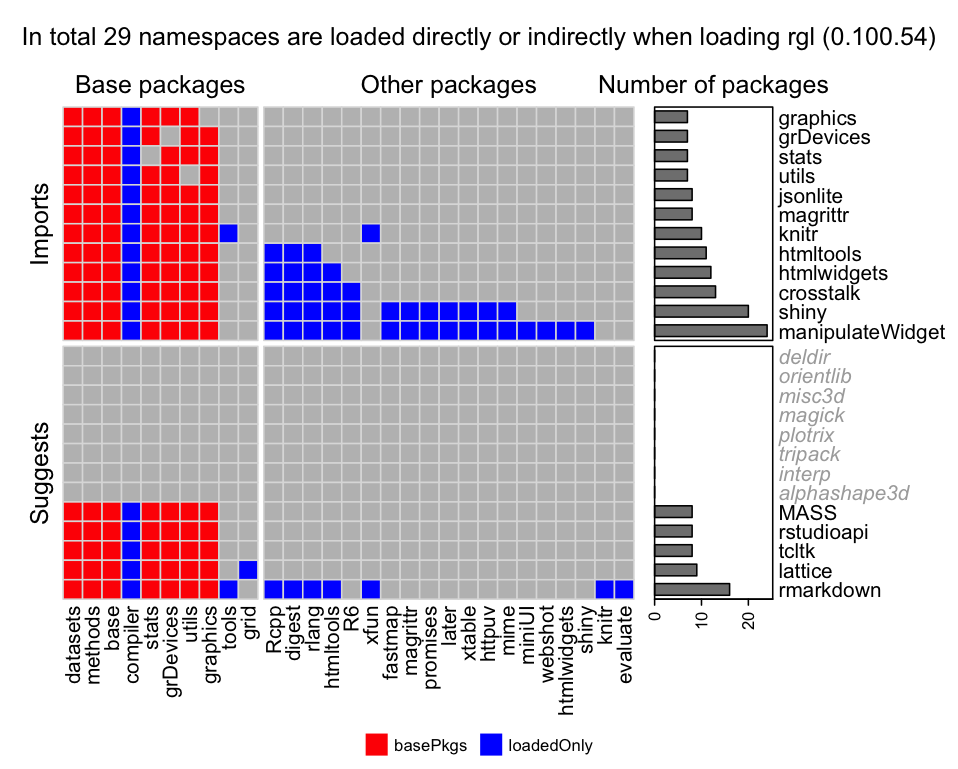 In total 29 namespaces are loaded directly or indirectly when loading rgl (0.100.54)
Base packages
Other packages
Number of packages
Imports
graphics
grDevices
stats
utils
jsonlite
magrittr
knitr
htmltools
htmlwidgets
crosstalk
shiny
manipulateWidget
Suggests
deldir
orientlib
misc3d
magick
plotrix
tripack
interp
alphashape3d
MASS
rstudioapi
tcltk
lattice
rmarkdown
datasets
methods
base
compiler
stats
grDevices
utils
graphics
tools
grid
Rcpp
digest
rlang
htmltools
R6
xfun
fastmap
magrittr
promises
later
xtable
httpuv
mime
miniUI
webshot
htmlwidgets
shiny
knitr
evaluate
0
10
20
basePkgs
loadedOnly